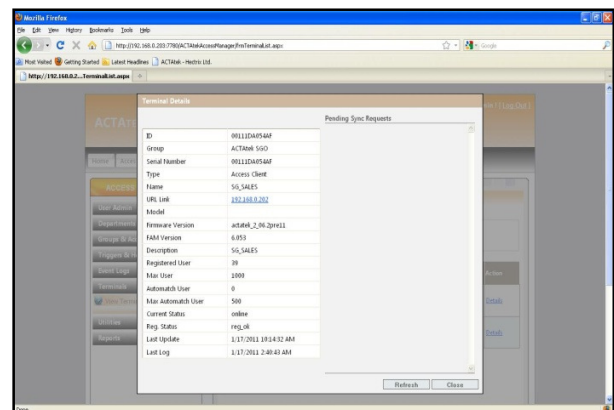 Mozilla Firefox
File Edit View History Bookmarks Tools Help
http://192.168.0.203:7780/ACTAtekAccessManager/frmTerminalList.aspx
Google
Most Visited Getting Started Latest Headlines ACTAtek - Hectrix Ltd.
http://192.168.0.2...TerminalList.aspx
[Log Out]
ACTA
Home
ACCESS
User Admin
Departments
Event Logs
Terminals
Utilities
Reports
Action
Details
Details
Terminal Details
Pending Sync Requests
ID 00111DA054AF
Group ACTAtek SGO
Serial Number 00111DA054AF
Type Access Client
Name SG_SALES
URL Link 192.168.0.202
Model
Firmware Version actatek_2_06.2pre11
FAM Version 6.053
Description SG_SALES
Registered User 39
Max User 1000
Automatch User 0
Max Automatch User 500
Current Status online
Reg. Status reg_ok
Last Update 1/17/2011 10:14:32 AM
Last Log 1/17/2011 2:40:43 AM
Refresh Close
Done